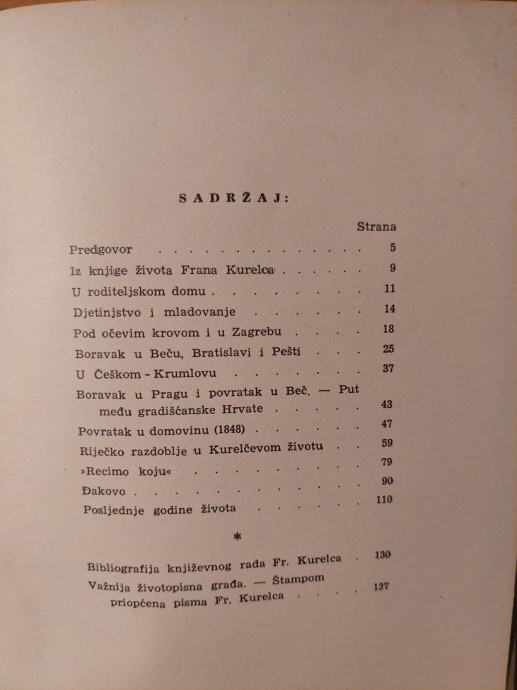 SADRŽAJ:
Strana
Predgovor . . . . . . . . . . . . . 5
Iz knjige života Frana Kurelca . . . . . . 9
U roditeljskom domu . . . . . . . . . 11
Djetinjstvo i mladovanje . . . . . . . 14
Pod očevim krovom i u Zagrebu . . . . . 18
Boravak u Beču, Bratislavi i Pešti . . . . 25
U Češkom-Krumlovu . . . . . . . . 37
Boravak u Pragu i povratak u Beč. — Put
među gradišćanske Hrvate . . . . . . 43
Povratak u domovinu (1848) . . . . . . 47
Riječko razdoblje u Kurelčevom životu . . 59
»Recimo koju« . . . . . . . . 79
Đakovo . . . . . . . . . . . 90
Posljednje godine života . . . . . . 110
*
Bibliografija književnog rada Fr. Kurelca . 130
Važnija životopisna građa. — Štampom
priopćena pisma Fr. Kurelca . . . . 137